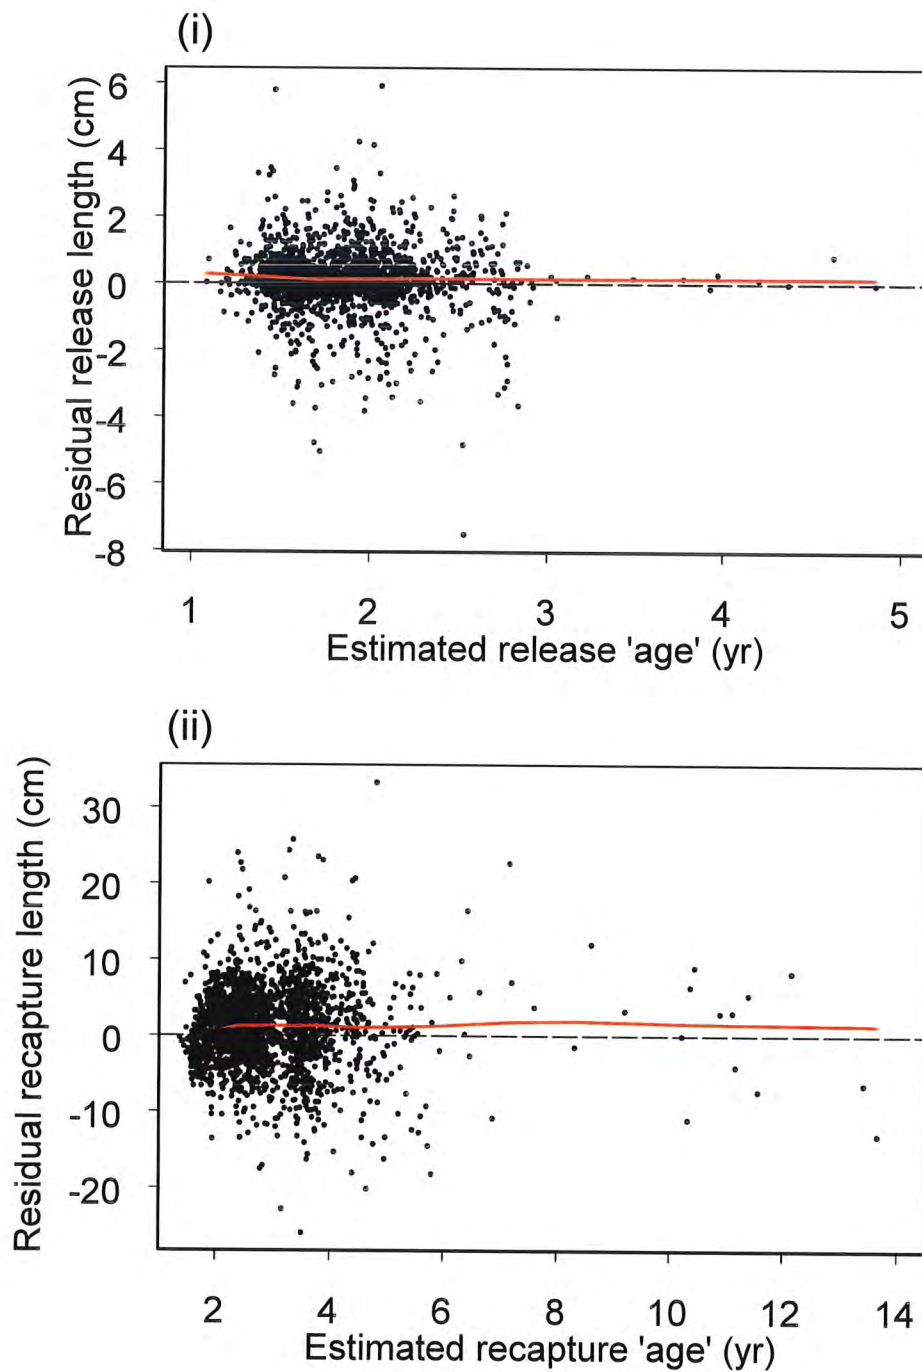 (i)
Residual release length (cm)
6
4
2
0
-2
-4
-6
-8
1 2 3 4 5
Estimated release 'age' (yr)
(ii)
Residual recapture length (cm)
30
20
10
0
-10
-20
2 4 6 8 10 12 14
Estimated recapture 'age' (yr)